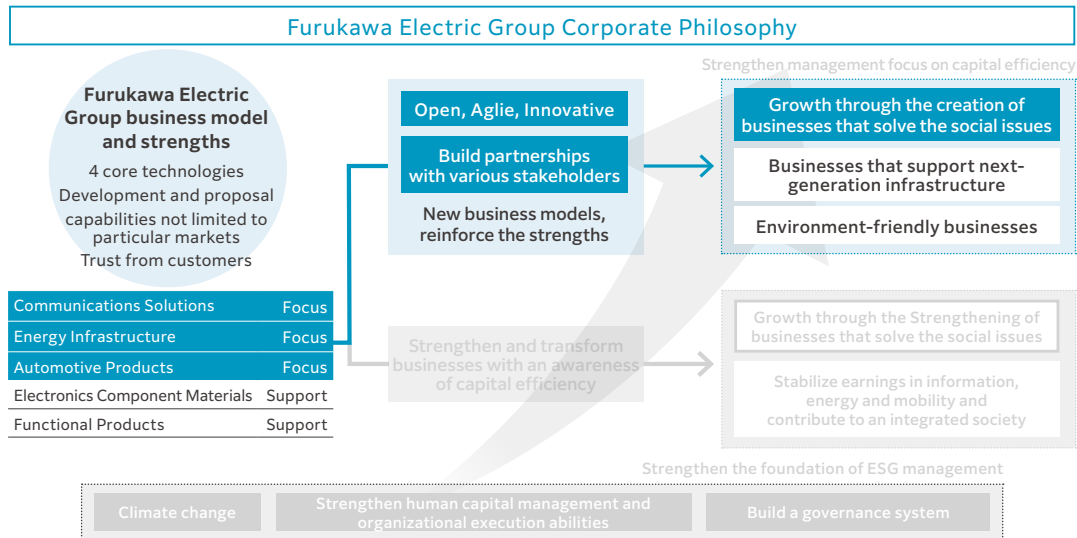 Furukawa Electric Group Corporate Philosophy
Strengthen management focus on capital efficiency
Furukawa Electric
Group business model
and strengths
4 core technologies
Development and proposal
capabilities not limited to
particular markets
Trust from customers
Communications Solutions Focus
Energy Infrastructure Focus
Automotive Products Focus
Electronics Component Materials Support
Functional Products Support
Open, Aglie, Innovative
Build partnerships
with various stakeholders
New business models,
reinforce the strengths
Strengthen and transform
businesses with an awareness
of capital efficiency
Growth through the creation of
businesses that solve the social issues
Businesses that support next-
generation infrastructure
Environment-friendly businesses
Growth through the Strengthening of
businesses that solve the social issues
Stabilize earnings in information,
energy and mobility and
contribute to an integrated society
Strengthen the foundation of ESG management
Climate change
Strengthen human capital management and
organizational execution abilities
Build a governance system